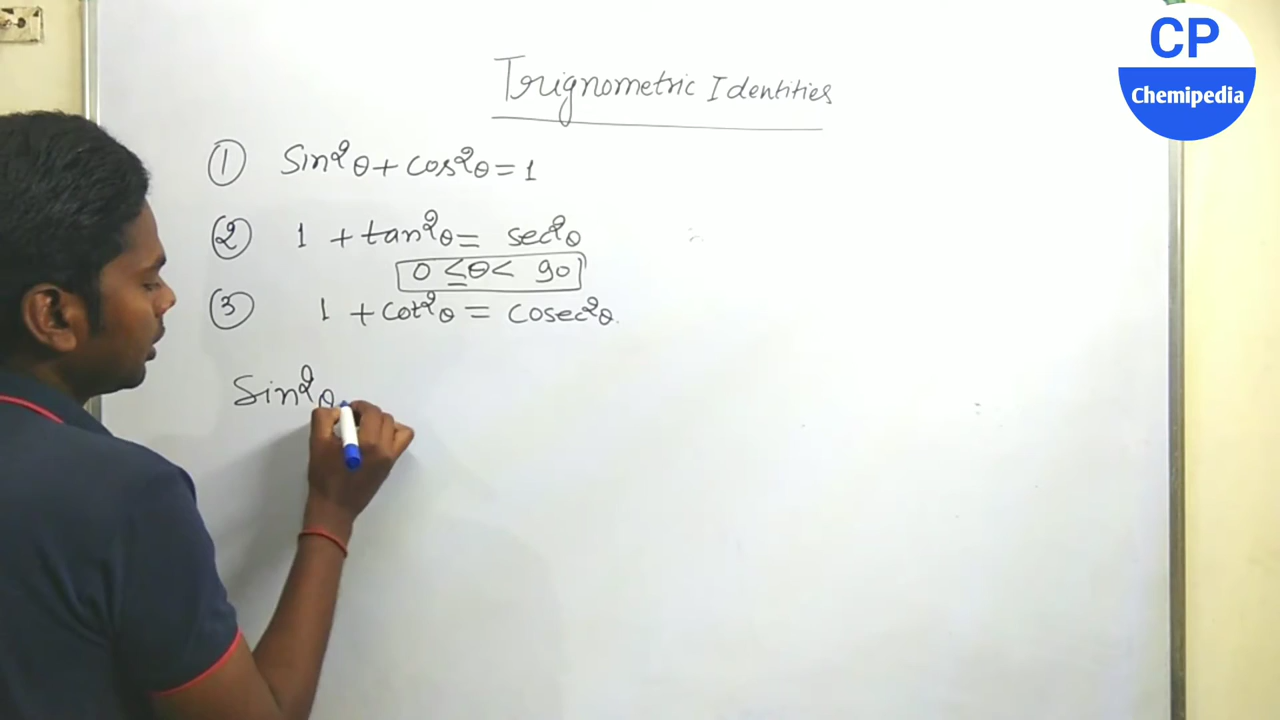 CP
Chemipedia
Trignometric Identities
① Sin²θ + cos²θ = 1
② 1 + tan²θ = sec²θ
0 ≤ θ < 90
③ 1 + cot²θ = cosec²θ.
Sin²θ